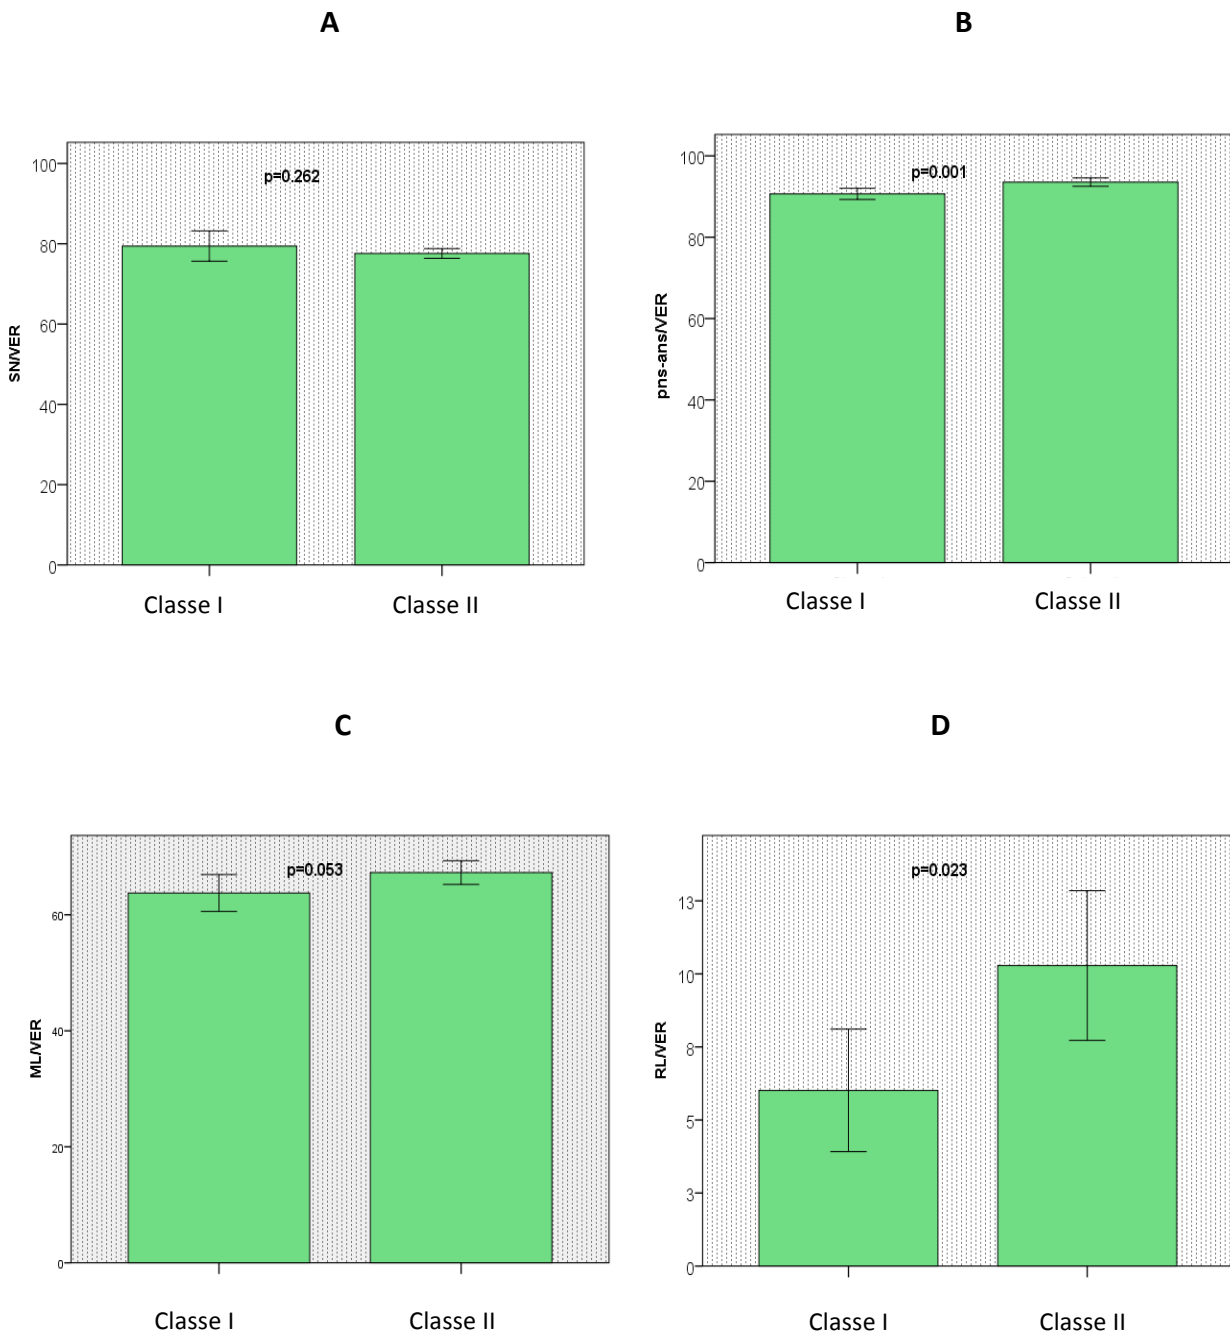 A
100
80
60
40
20
0
SN/VER
p=0.262
Classe I
Classe II
B
100
80
60
40
20
0
pns-ans/VER
p=0.001
Classe I
Classe II
C
60
40
20
0
ML/VER
p=0.053
Classe I
Classe II
D
13
10
8
5
3
0
RL/VER
p=0.023
Classe I
Classe II